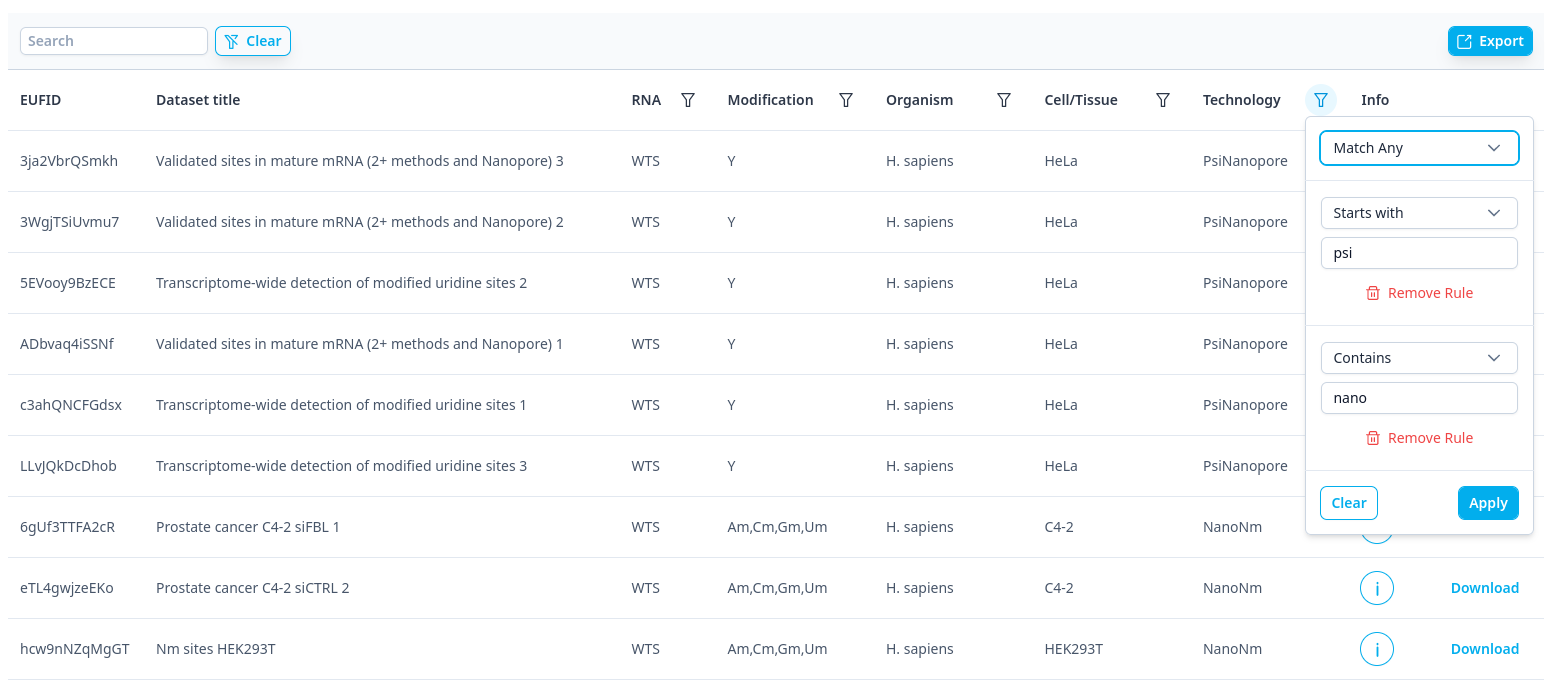 Search Clear Export
EUFID Dataset title RNA Modification Organism Cell/Tissue Technology Info
Match Any
3ja2VbrQSmkh Validated sites in mature mRNA (2+ methods and Nanopore) 3 WTS Y H. sapiens HeLa PsiNanopore
Starts with
3WgjTSiUvmu7 Validated sites in mature mRNA (2+ methods and Nanopore) 2 WTS Y H. sapiens HeLa PsiNanopore
psi
5EVooy9BzECE Transcriptome-wide detection of modified uridine sites 2 WTS Y H. sapiens HeLa PsiNanopore
Remove Rule
ADbvaq4iSSNf Validated sites in mature mRNA (2+ methods and Nanopore) 1 WTS Y H. sapiens HeLa PsiNanopore
Contains
c3ahQNCFGdsx Transcriptome-wide detection of modified uridine sites 1 WTS Y H. sapiens HeLa PsiNanopore
nano
Remove Rule
LLvJQkDcDhob Transcriptome-wide detection of modified uridine sites 3 WTS Y H. sapiens HeLa PsiNanopore
Clear Apply
6gUf3TTFA2cR Prostate cancer C4-2 siFBL 1 WTS Am,Cm,Gm,Um H. sapiens C4-2 NanoNm
eTL4gwjzeEKo Prostate cancer C4-2 siCTRL 2 WTS Am,Cm,Gm,Um H. sapiens C4-2 NanoNm i Download
hcw9nNZqMgGT Nm sites HEK293T WTS Am,Cm,Gm,Um H. sapiens HEK293T NanoNm i Download